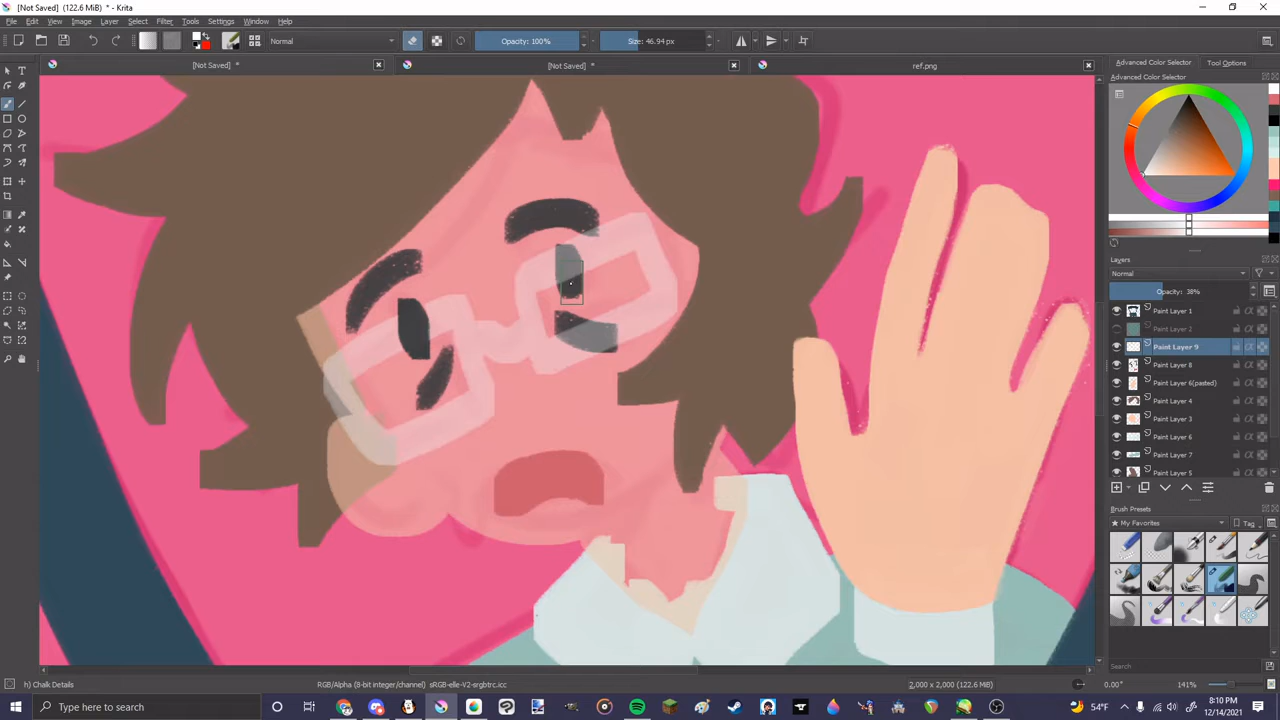 [Not Saved] (122.6 MiB) * - Krita
File Edit View Image Layer Select Filter Tools Settings Window Help
Normal
Opacity: 100%
Size: 46.94 px
[Not Saved] *
[Not Saved] *
ref.png
Advanced Color Selector
Tool Options
Advanced Color Selector
Layers
Normal
Opacity: 38%
Paint Layer 1
Paint Layer 2
Paint Layer 9
Paint Layer 8
Paint Layer 6(pasted)
Paint Layer 4
Paint Layer 3
Paint Layer 6
Paint Layer 7
Paint Layer 5
Brush Presets
My Favorites
Tag
Search
h) Chalk Details
RGB/Alpha (8-bit integer/channel) sRGB-elle-V2-srgbtrc.icc
2,000 x 2,000 (122.6 MiB)
0.00°
141%
Type here to search
54°F
8:10 PM
12/14/2021